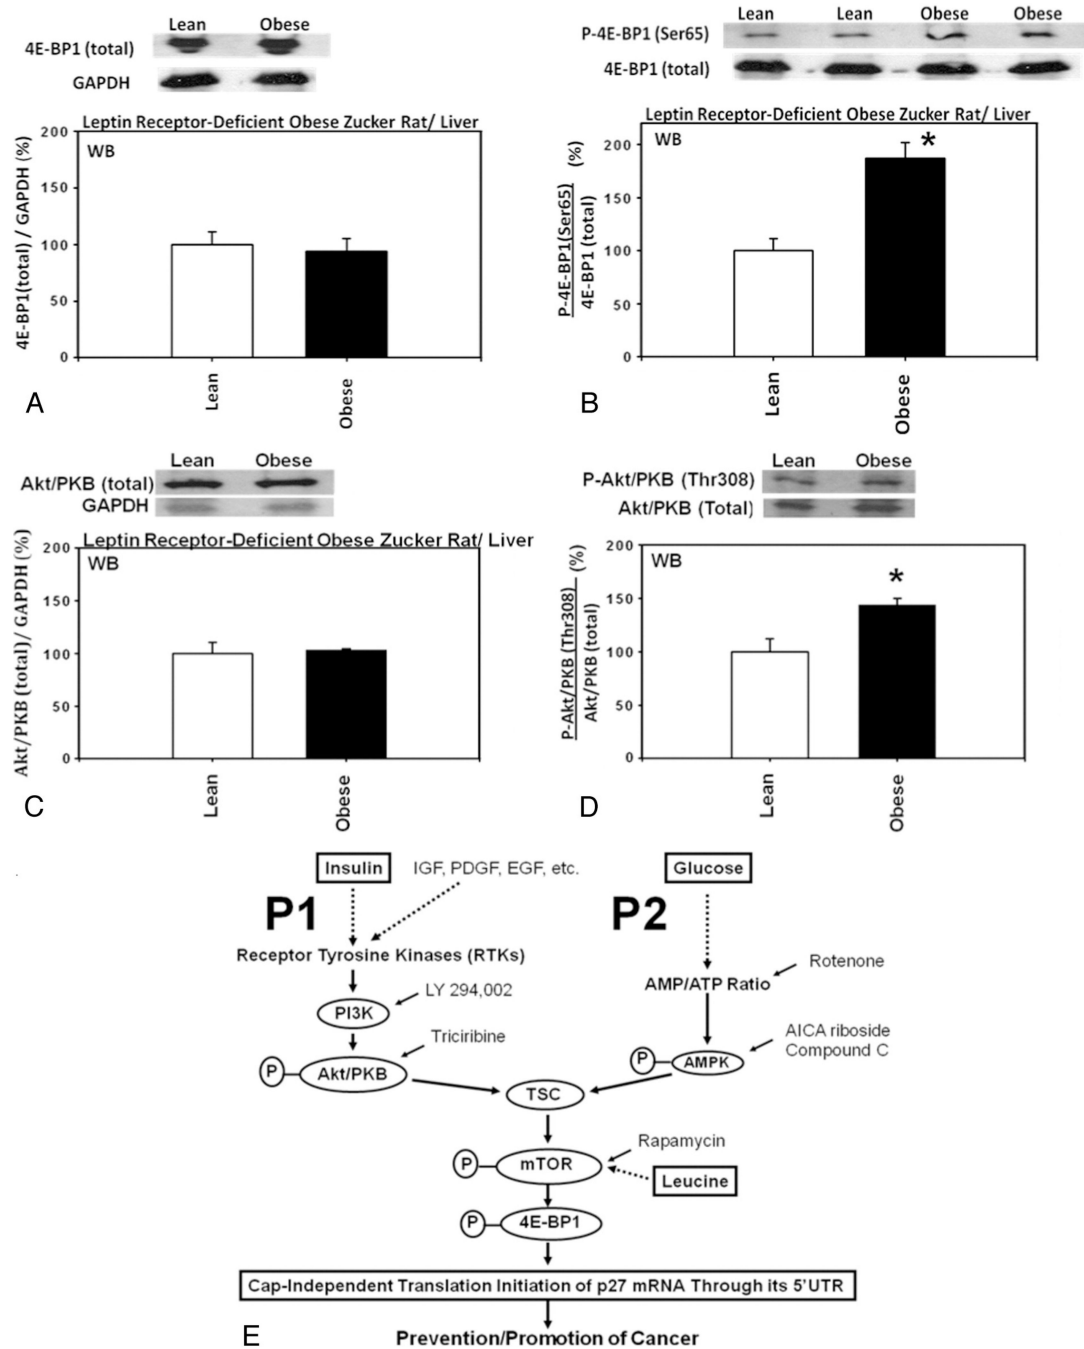 Lean Obese
4E-BP1 (total)
GAPDH
Leptin Receptor-Deficient Obese Zucker Rat/ Liver
WB
4E-BP1(total) / GAPDH (%)
200
150
100
50
0
Lean
Obese
A
Lean Lean Obese Obese
P-4E-BP1 (Ser65)
4E-BP1 (total)
Leptin Receptor-Deficient Obese Zucker Rat/ Liver
WB
P-4E-BP1(Ser65) (%)
4E-BP1 (total)
200
150
100
50
0
Lean
Obese
*
B
Lean Obese
Akt/PKB (total)
GAPDH
Leptin Receptor-Deficient Obese Zucker Rat/ Liver
WB
Akt/PKB (total)/ GAPDH (%)
200
150
100
50
0
Lean
Obese
C
Lean Obese
P-Akt/PKB (Thr308)
Akt/PKB (Total)
WB
P-Akt/PKB (Thr308) (%)
Akt/PKB (total)
200
150
100
50
0
Lean
Obese
*
D
Insulin
IGF, PDGF, EGF, etc.
Glucose
P1
P2
Receptor Tyrosine Kinases (RTKs)
Rotenone
AMP/ATP Ratio
LY 294,002
PI3K
Triciribine
AICA riboside
Compound C
P
Akt/PKB
P
AMPK
TSC
Rapamycin
P
mTOR
Leucine
P
4E-BP1
Cap-Independent Translation Initiation of p27 mRNA Through its 5'UTR
E
Prevention/Promotion of Cancer